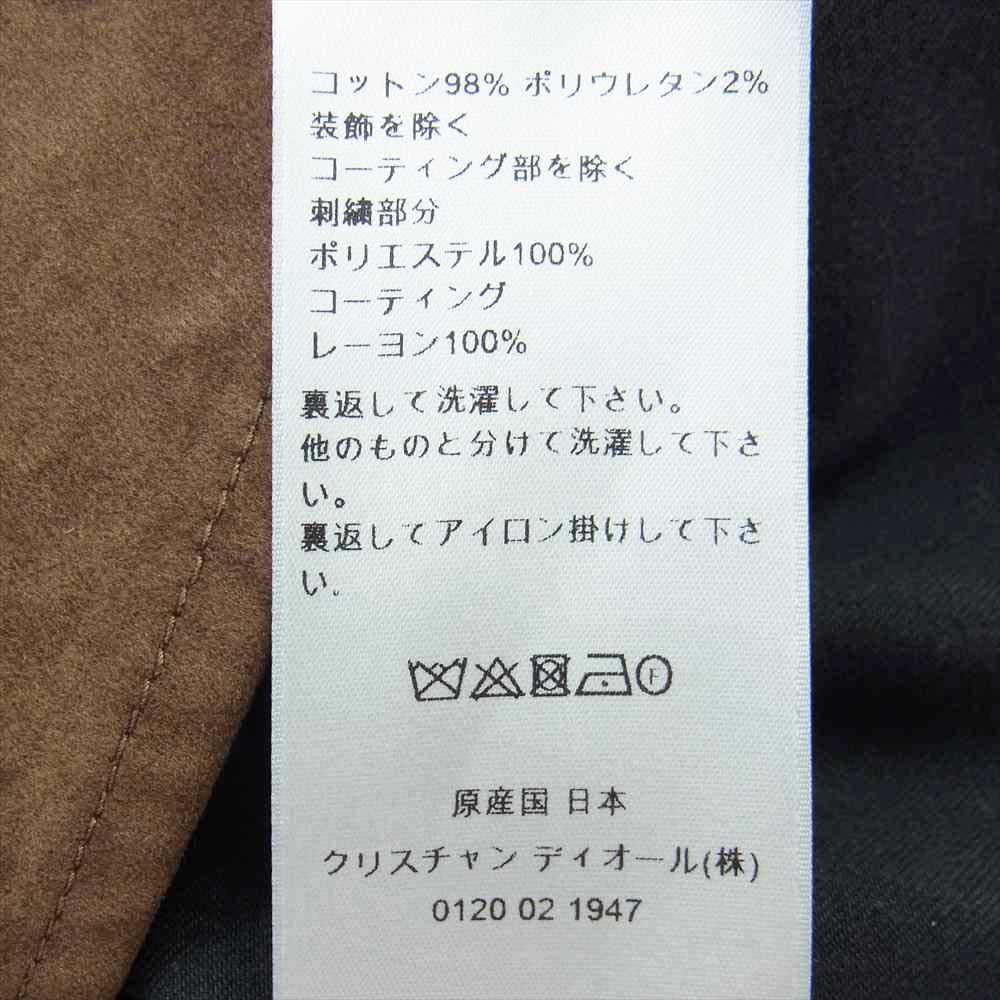 コットン98% ポリウレタン2%
装飾を除く
コーティング部を除く
刺繍部分
ポリエステル100%
コーティング
レーヨン100%
裏返して洗濯して下さい。
他のものと分けて洗濯して下さ
い。
裏返してアイロン掛けして下さ
い。
F
原産国 日本
クリスチャン ディオール(株)
0120 02 1947